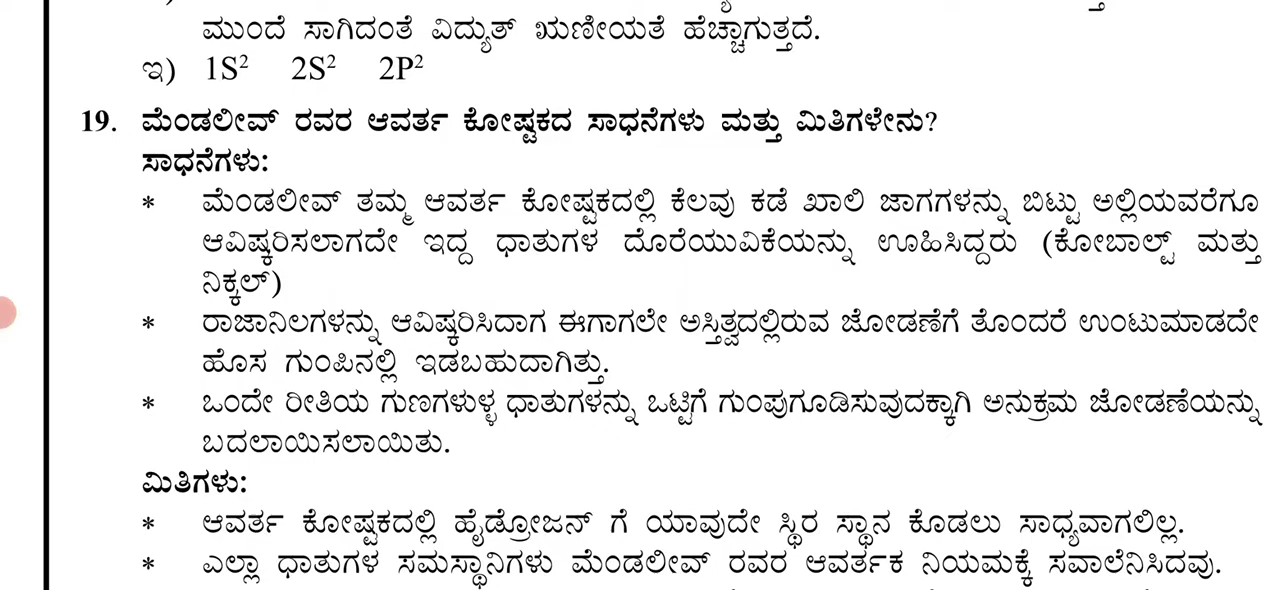 ಮುಂದೆ ಸಾಗಿದಂತೆ ವಿದ್ಯುತ್ ಋಣೀಯತೆ ಹೆಚ್ಚಾಗುತ್ತದೆ.
ಇ) 1S² 2S² 2P²
19. ಮೆಂಡಲೀವ್ ರವರ ಆವರ್ತ ಕೋಷ್ಟಕದ ಸಾಧನೆಗಳು ಮತ್ತು ಮಿತಿಗಳೇನು?
ಸಾಧನೆಗಳು:
* ಮೆಂಡಲೀವ್ ತಮ್ಮ ಆವರ್ತ ಕೋಷ್ಟಕದಲ್ಲಿ ಕೆಲವು ಕಡೆ ಖಾಲಿ ಜಾಗಗಳನ್ನು ಬಿಟ್ಟು ಅಲ್ಲಿಯವರೆಗೂ
ಆವಿಷ್ಕರಿಸಲಾಗದೇ ಇದ್ದ ಧಾತುಗಳ ದೊರೆಯುವಿಕೆಯನ್ನು ಊಹಿಸಿದ್ದರು (ಕೋಬಾಲ್ಟ್ ಮತ್ತು
ನಿಕ್ಕಲ್)
* ರಾಜಾನಿಲಗಳನ್ನು ಆವಿಷ್ಕರಿಸಿದಾಗ ಈಗಾಗಲೇ ಅಸ್ತಿತ್ವದಲ್ಲಿರುವ ಜೋಡಣೆಗೆ ತೊಂದರೆ ಉಂಟುಮಾಡದೇ
ಹೊಸ ಗುಂಪಿನಲ್ಲಿ ಇಡಬಹುದಾಗಿತ್ತು.
* ಒಂದೇ ರೀತಿಯ ಗುಣಗಳುಳ್ಳ ಧಾತುಗಳನ್ನು ಒಟ್ಟಿಗೆ ಗುಂಪುಗೂಡಿಸುವುದಕ್ಕಾಗಿ ಅನುಕ್ರಮ ಜೋಡಣೆಯನ್ನು
ಬದಲಾಯಿಸಲಾಯಿತು.
ಮಿತಿಗಳು:
* ಆವರ್ತ ಕೋಷ್ಟಕದಲ್ಲಿ ಹೈಡ್ರೋಜನ್ ಗೆ ಯಾವುದೇ ಸ್ಥಿರ ಸ್ಥಾನ ಕೊಡಲು ಸಾಧ್ಯವಾಗಲಿಲ್ಲ.
* ಎಲ್ಲಾ ಧಾತುಗಳ ಸಮಸ್ಥಾನಿಗಳು ಮೆಂಡಲೀವ್ ರವರ ಆವರ್ತಕ ನಿಯಮಕ್ಕೆ ಸವಾಲೆನಿಸಿದವು.